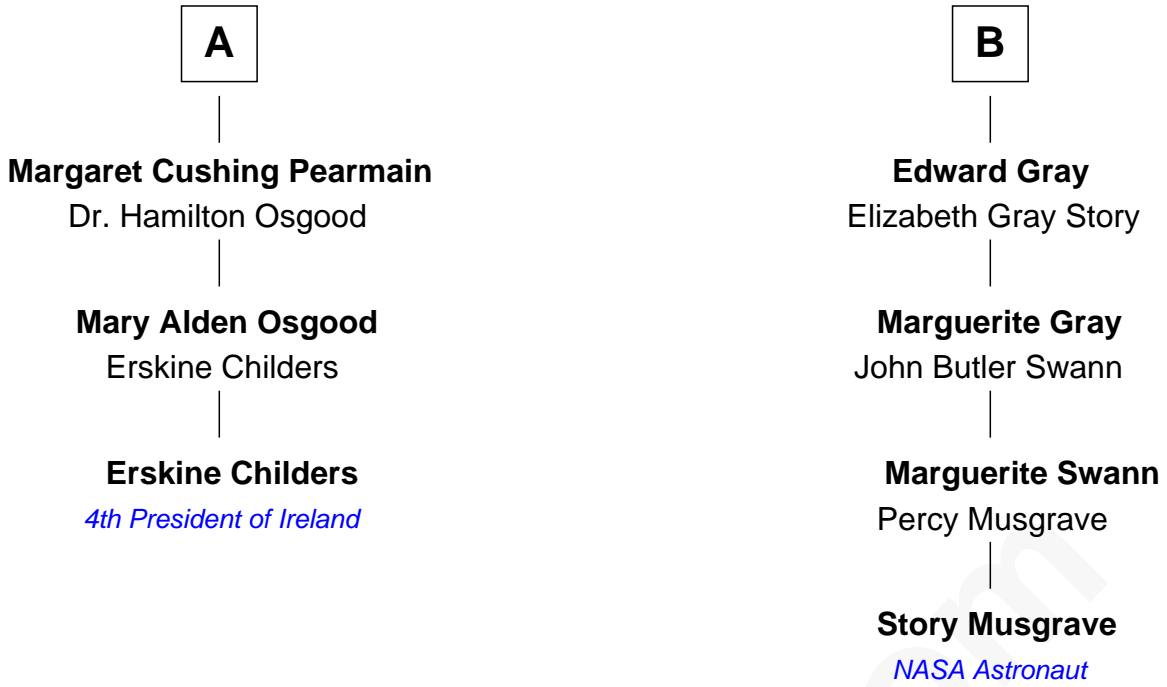 A
Margaret Cushing Pearmain
Dr. Hamilton Osgood
Mary Alden Osgood
Erskine Childers
Erskine Childers
4th President of Ireland
B
Edward Gray
Elizabeth Gray Story
Marguerite Gray
John Butler Swann
Marguerite Swann
Percy Musgrave
Story Musgrave
NASA Astronaut